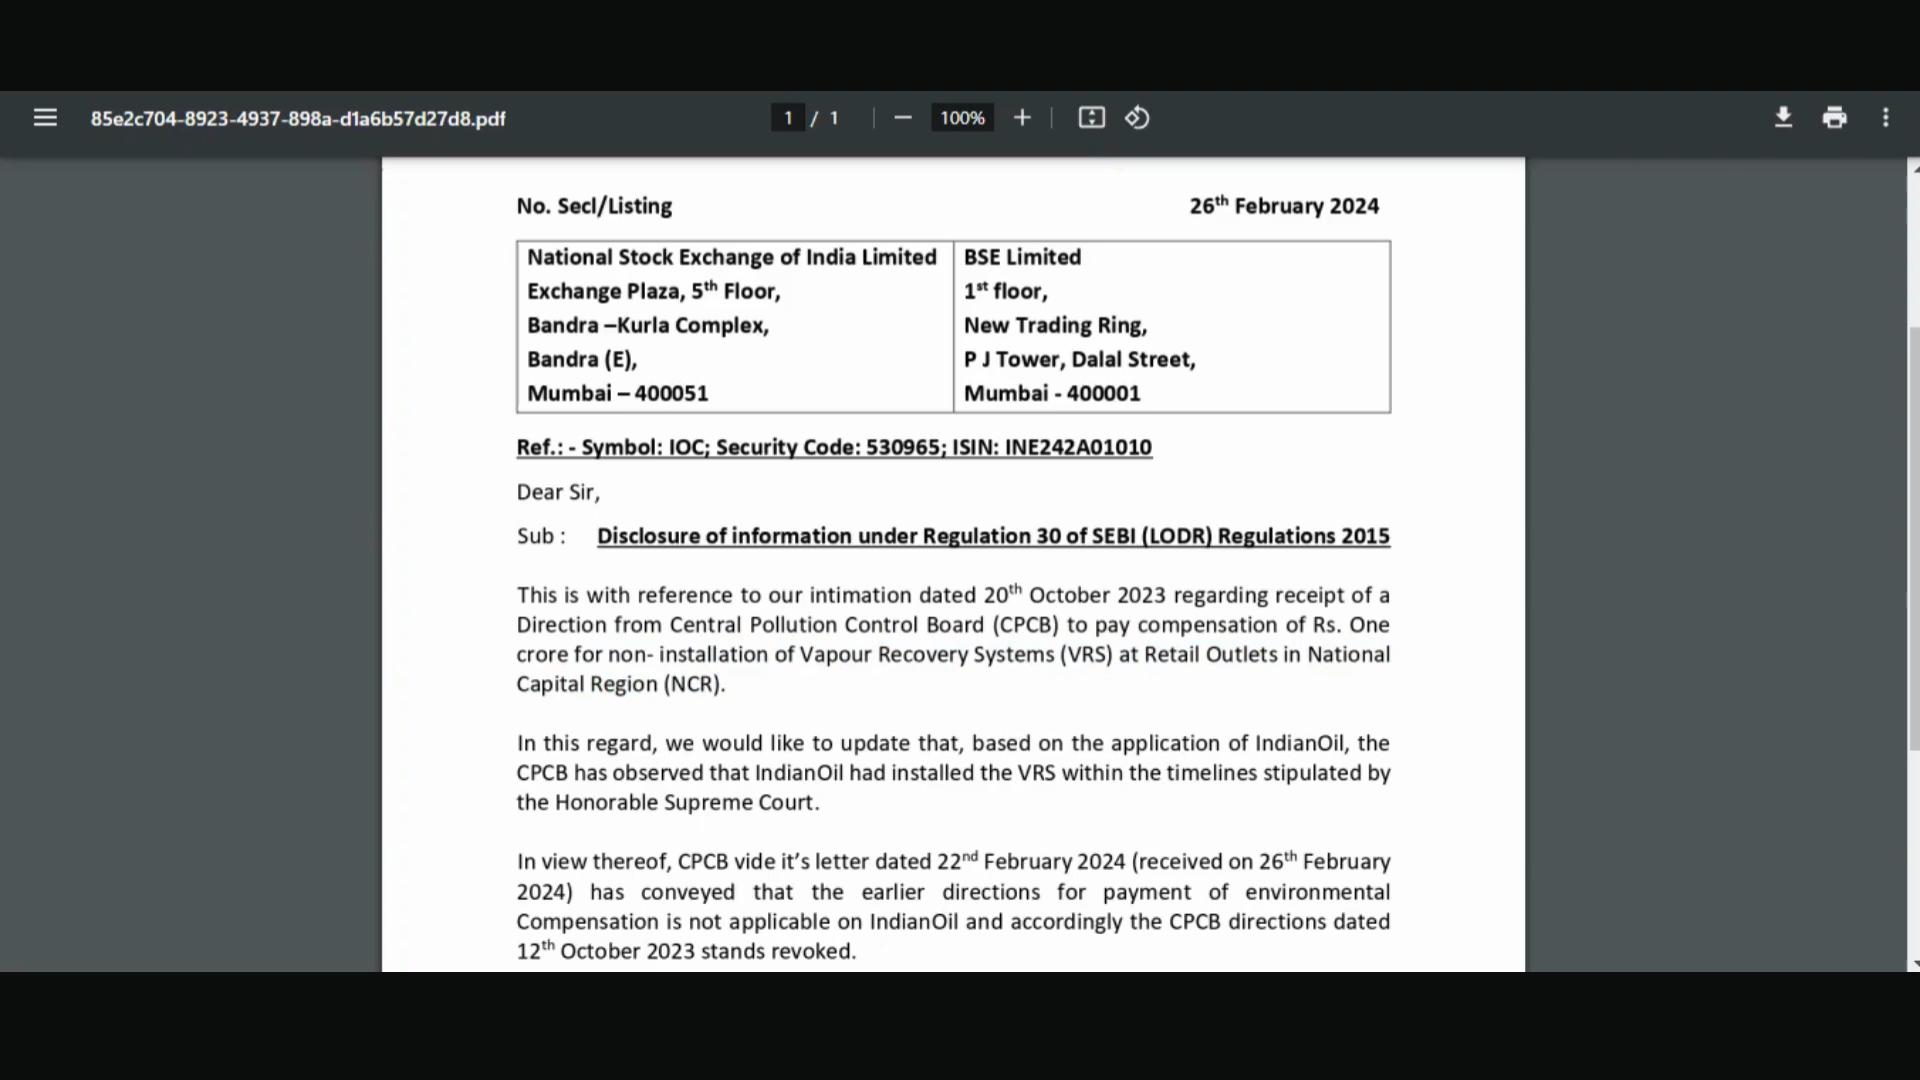 85e2c704-8923-4937-898a-d1a6b57d27d8.pdf
1 / 1
100%
No. Secl/Listing 26th February 2024
National Stock Exchange of India Limited
Exchange Plaza, 5th Floor,
Bandra –Kurla Complex,
Bandra (E),
Mumbai – 400051
BSE Limited
1st floor,
New Trading Ring,
P J Tower, Dalal Street,
Mumbai - 400001
Ref.: - Symbol: IOC; Security Code: 530965; ISIN: INE242A01010
Dear Sir,
Sub : Disclosure of information under Regulation 30 of SEBI (LODR) Regulations 2015
This is with reference to our intimation dated 20th October 2023 regarding receipt of a
Direction from Central Pollution Control Board (CPCB) to pay compensation of Rs. One
crore for non- installation of Vapour Recovery Systems (VRS) at Retail Outlets in National
Capital Region (NCR).
In this regard, we would like to update that, based on the application of IndianOil, the
CPCB has observed that IndianOil had installed the VRS within the timelines stipulated by
the Honorable Supreme Court.
In view thereof, CPCB vide it’s letter dated 22nd February 2024 (received on 26th February
2024) has conveyed that the earlier directions for payment of environmental
Compensation is not applicable on IndianOil and accordingly the CPCB directions dated
12th October 2023 stands revoked.